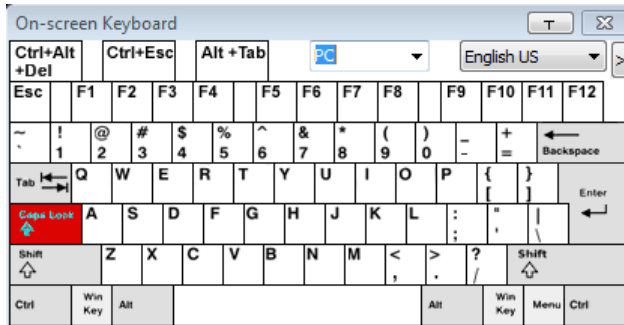 On-screen Keyboard
Ctrl+Alt +Del Ctrl+Esc Alt +Tab PC English US >
Esc F1 F2 F3 F4 F5 F6 F7 F8 F9 F10 F11 F12
~ ` ! 1 @ 2 # 3 $ 4 % 5 ^ 6 & 7 * 8 ( 9 ) 0 _ - + = Backspace
Tab Q W E R T Y U I O P { [ } ] Enter
Caps Lock A S D F G H J K L : ; " ' | \
Shift Z X C V B N M < , > . ? / Shift
Ctrl Win Key Alt Alt Win Key Menu Ctrl